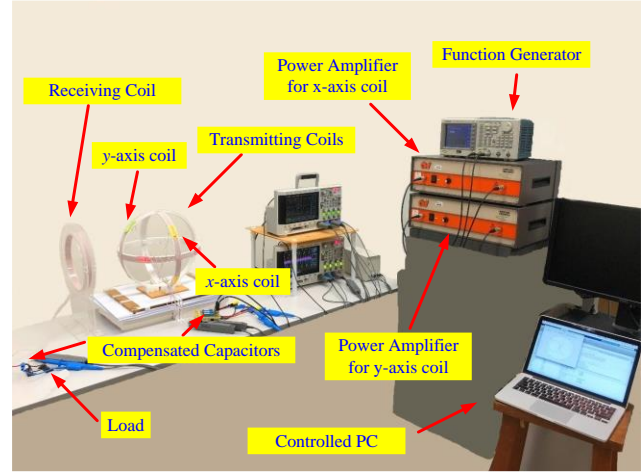 Function Generator
Power Amplifier
for x-axis coil
Receiving Coil
y-axis coil
Transmitting Coils
x-axis coil
Compensated Capacitors
Power Amplifier
for y-axis coil
Load
Controlled PC